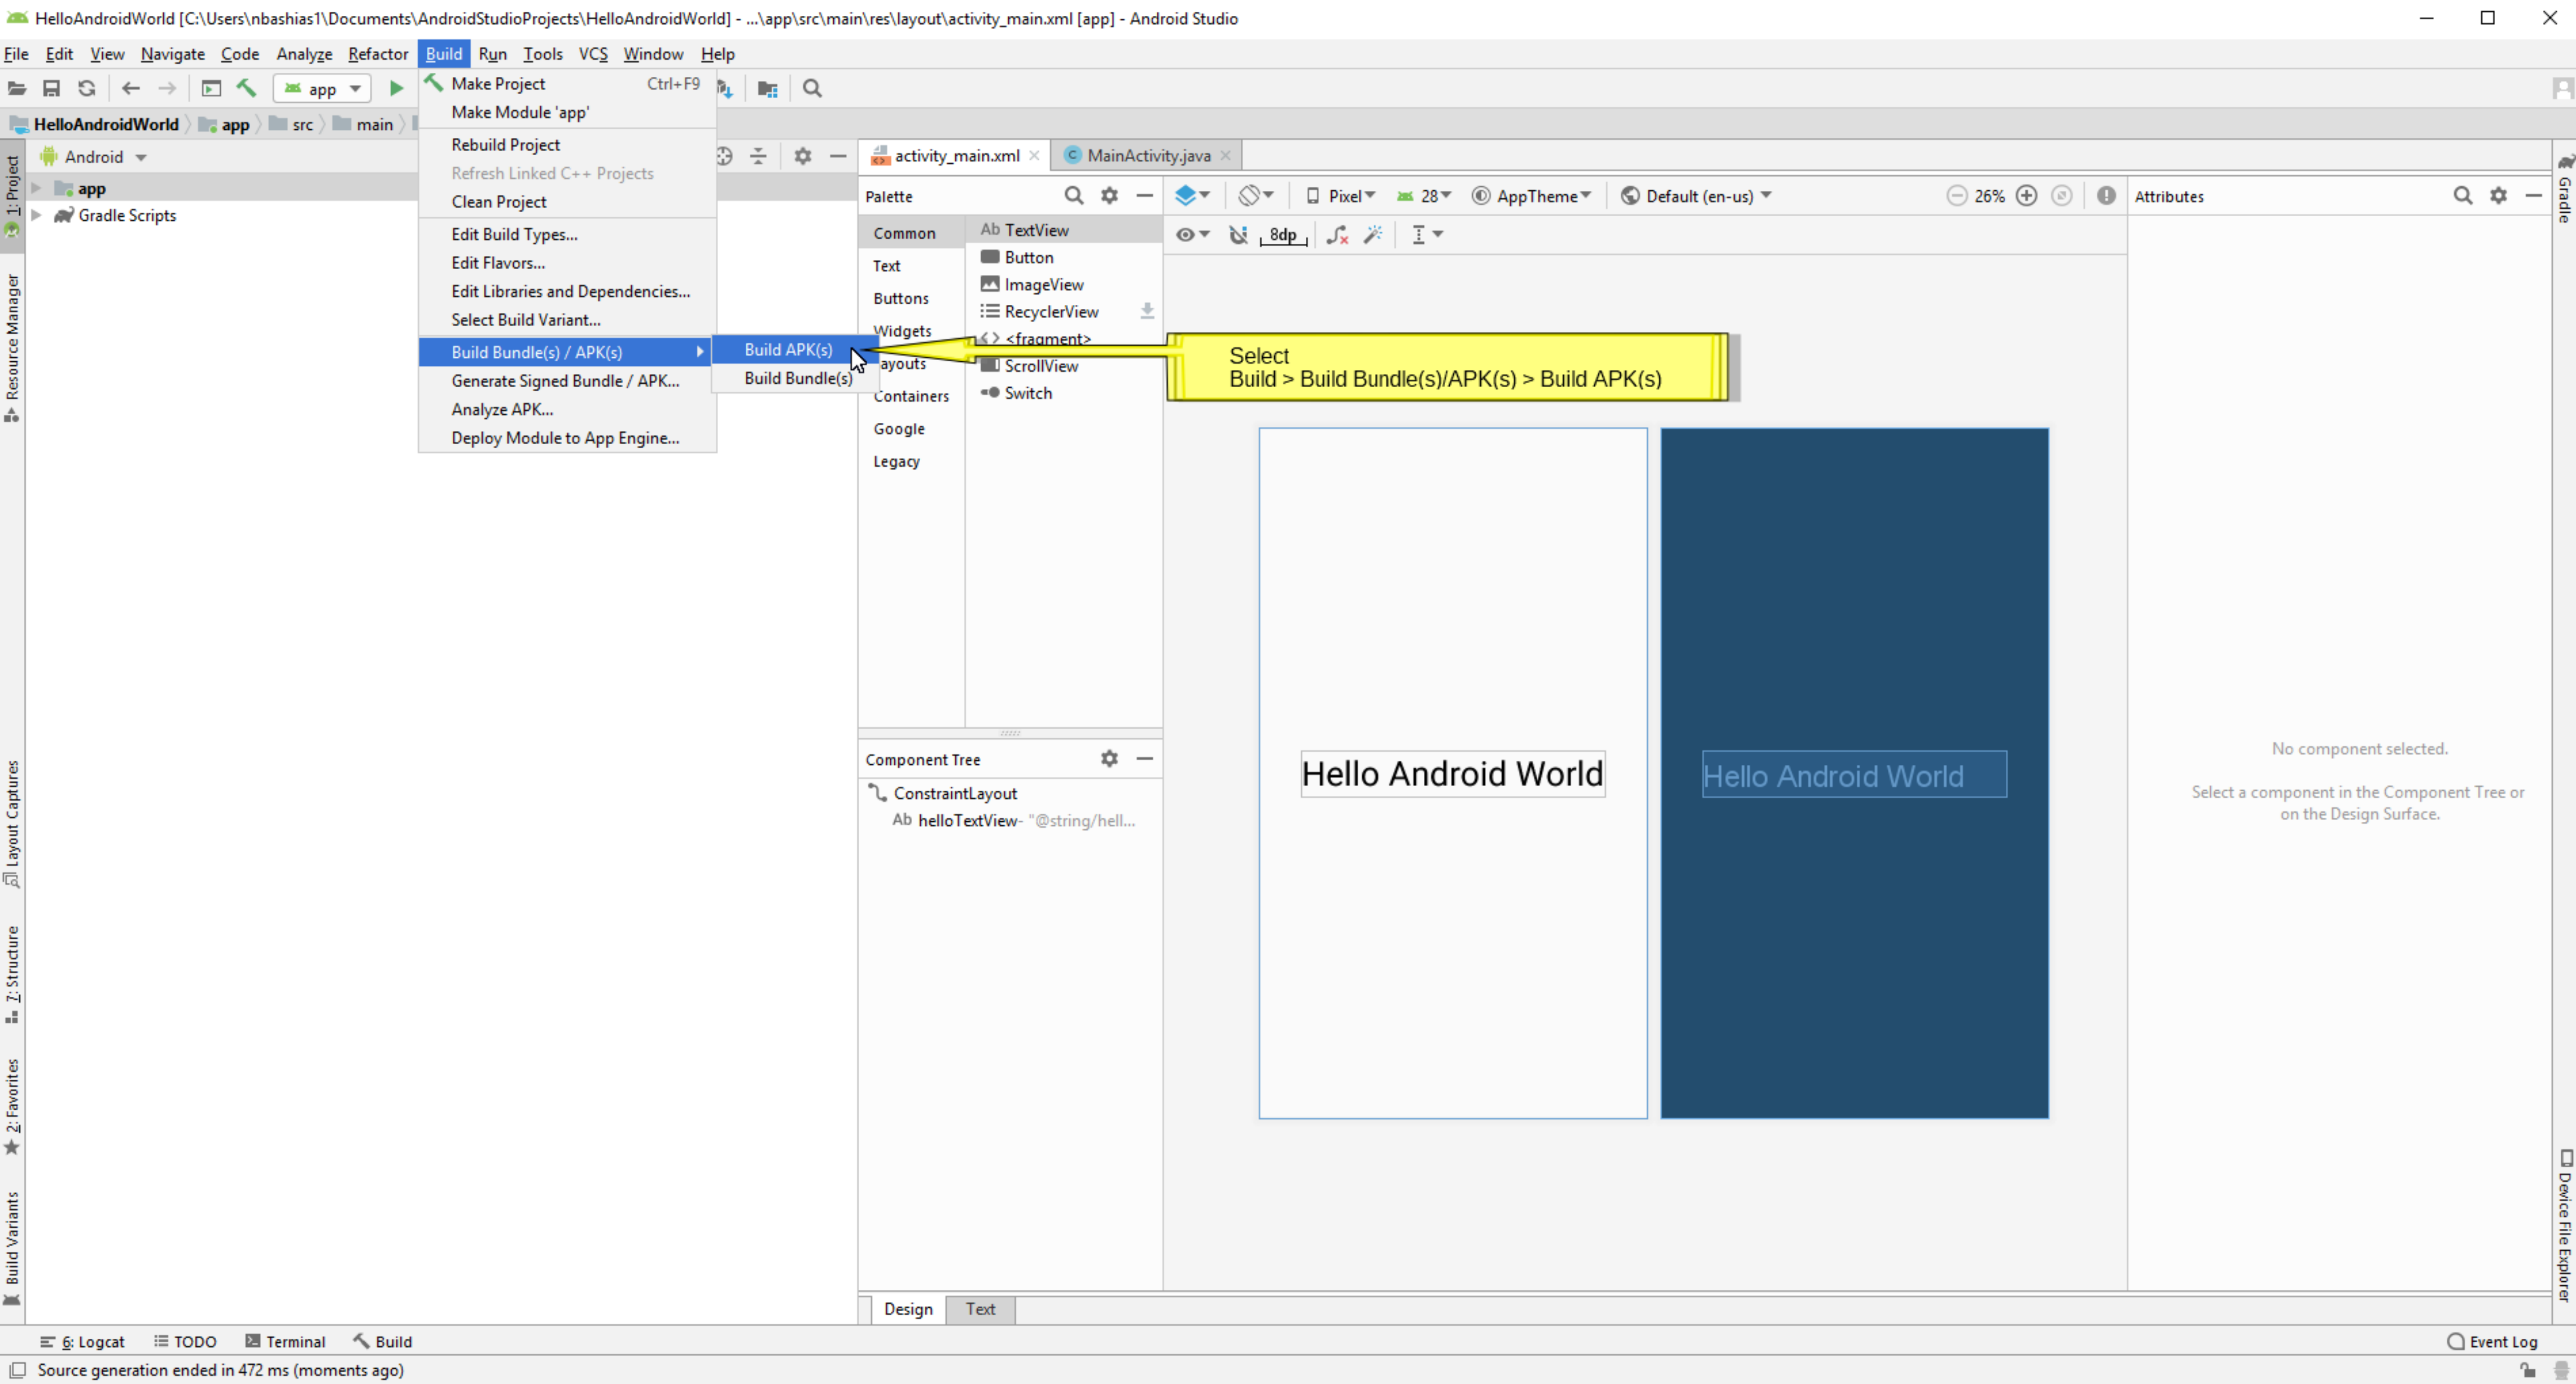 HelloAndroidWorld [C:\Users\nbashias1\Documents\AndroidStudioProjects\HelloAndroidWorld] - ...\app\src\main\res\layout\activity_main.xml [app] - Android Studio
File Edit View Navigate Code Analyze Refactor Build Run Tools VCS Window Help
app
HelloAndroidWorld app src main
Make Project Ctrl+F9
Make Module 'app'
Rebuild Project
Refresh Linked C++ Projects
Clean Project
Edit Build Types...
Edit Flavors...
Edit Libraries and Dependencies...
Select Build Variant...
Build Bundle(s) / APK(s)
Generate Signed Bundle / APK...
Analyze APK...
Deploy Module to App Engine...
Build APK(s)
Build Bundle(s)
1: Project
Resource Manager
Layout Captures
7: Structure
2: Favorites
Build Variants
Android
app
Gradle Scripts
activity_main.xml MainActivity.java
Palette
Common
Text
Buttons
Widgets
ayouts
Containers
Google
Legacy
Ab TextView
Button
ImageView
RecyclerView
<fragment>
ScrollView
Switch
Pixel 28 AppTheme Default (en-us) 26%
8dp
Select
Build > Build Bundle(s)/APK(s) > Build APK(s)
Hello Android World
Hello Android World
Component Tree
ConstraintLayout
Ab helloTextView- "@string/hell...
Attributes
No component selected.
Select a component in the Component Tree or
on the Design Surface.
Gradle
Device File Explorer
Design Text
6: Logcat TODO Terminal Build Event Log
Source generation ended in 472 ms (moments ago)